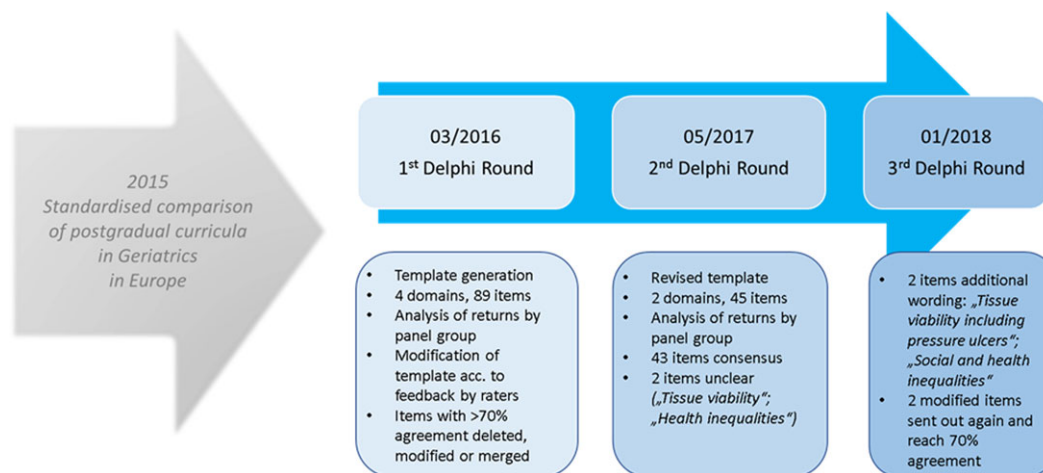 2015
Standardised comparison
of postgradual curricula
in Geriatrics
in Europe
03/2016
1st Delphi Round
05/2017
2nd Delphi Round
01/2018
3rd Delphi Round
• Template generation
• 4 domains, 89 items
• Analysis of returns by
panel group
• Modification of
template acc. to
feedback by raters
• Items with >70%
agreement deleted,
modified or merged
• Revised template
• 2 domains, 45 items
• Analysis of returns by
panel group
• 43 items consensus
• 2 items unclear
(„Tissue viability“;
„Health inequalities“)
• 2 items additional
wording: „Tissue
viability including
pressure ulcers“;
„Social and health
inequalities“
• 2 modified items
sent out again and
reach 70%
agreement